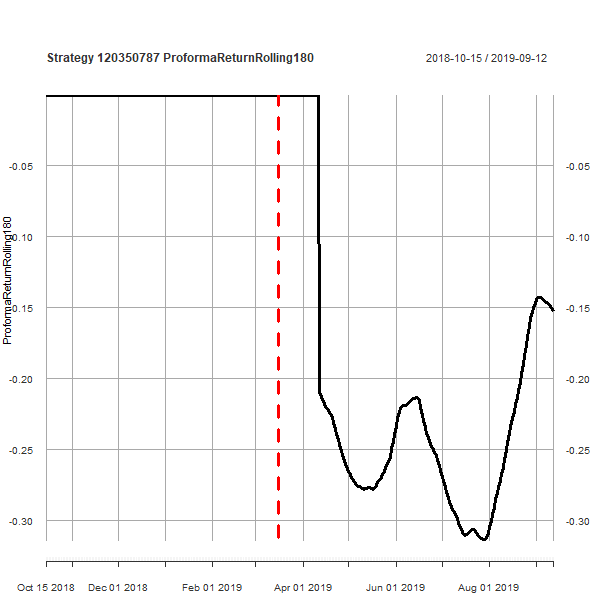 Strategy 120350787 ProformaReturnRolling180
2018-10-15 / 2019-09-12
ProformaReturnRolling180
-0.05
-0.10
-0.15
-0.20
-0.25
-0.30
-0.05
-0.10
-0.15
-0.20
-0.25
-0.30
Oct 15 2018
Dec 01 2018
Feb 01 2019
Apr 01 2019
Jun 01 2019
Aug 01 2019